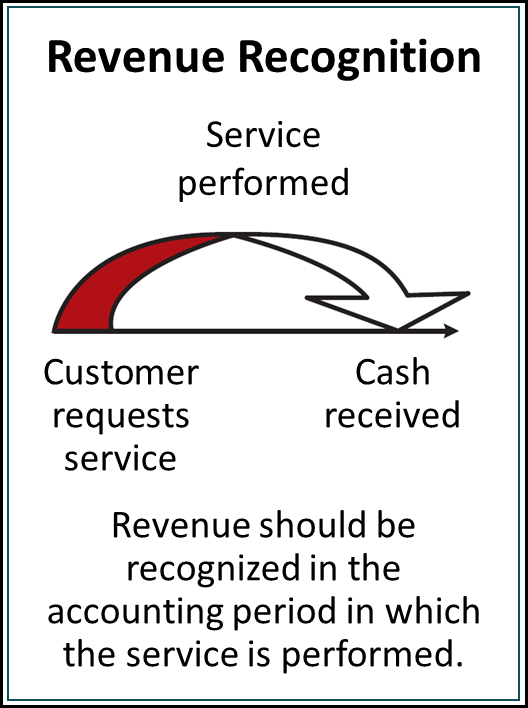 Revenue Recognition
Service
performed
Customer
requests
service
Cash
received
Revenue should be
recognized in the
accounting period in which
the service is performed.